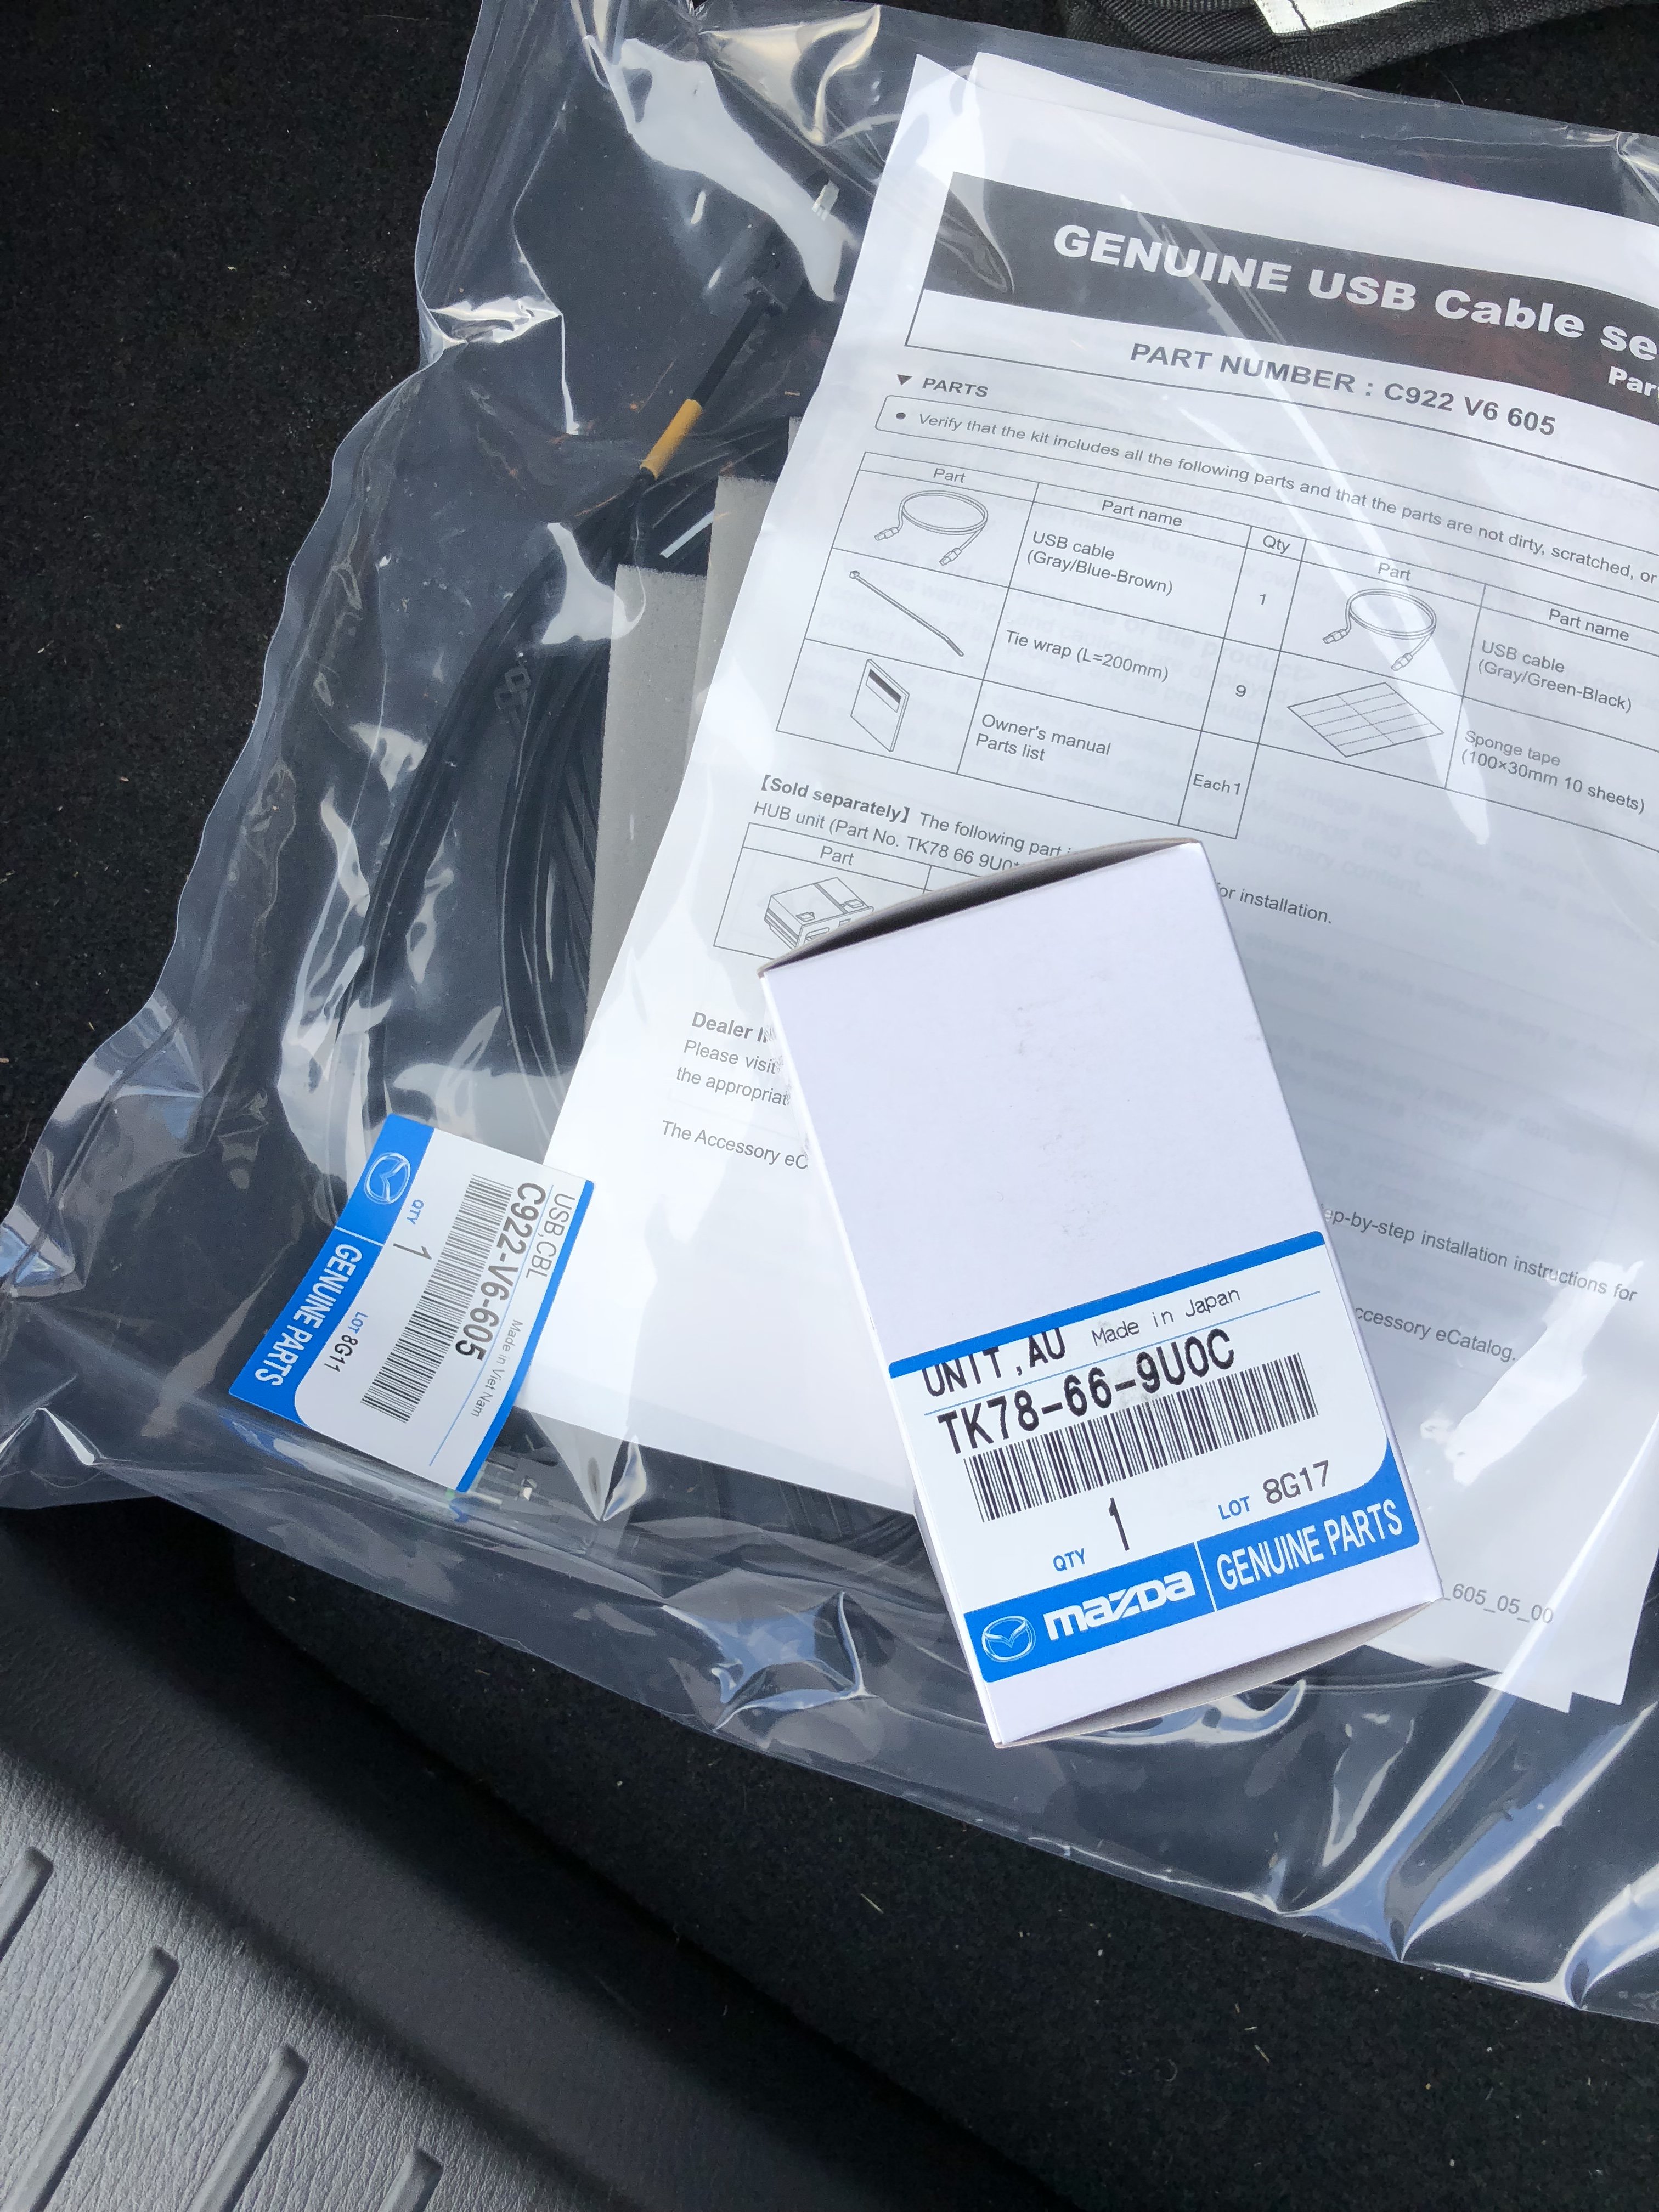 GENUINE USB Cable se
Par
PART NUMBER : C922 V6 605
▼ PARTS
● Verify that the kit includes all the following parts and that the parts are not dirty, scratched, or
Part Part name Qty Part Part name
USB cable
(Gray/Blue-Brown)
1
USB cable
(Gray/Green-Black)
Tie wrap (L=200mm)
9
Sponge tape
(100×30mm 10 sheets)
Owner's manual
Parts list
Each 1
【Sold separately】The following part
HUB unit (Part No. TK78 66 9U0
or installation.
Part
Dealer
Please visit
the appropriat
ep-by-step installation instructions for
The Accessory eC
ccessory eCatalog.
_605_05_00
USB,CBL
C922-V6-605
Made in Viet Nam
QTY 1
LOT 8G11
GENUINE PARTS
UNIT,AU Made in Japan
TK78-66-9U0C
QTY 1 LOT 8G17
mazda GENUINE PARTS